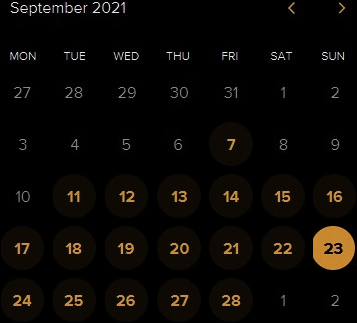 September 2021
MON TUE WED THU FRI SAT SUN
27 28 29 30 31 1 2
3 4 5 6 7 8 9
10 11 12 13 14 15 16
17 18 19 20 21 22 23
24 25 26 27 28 1 2